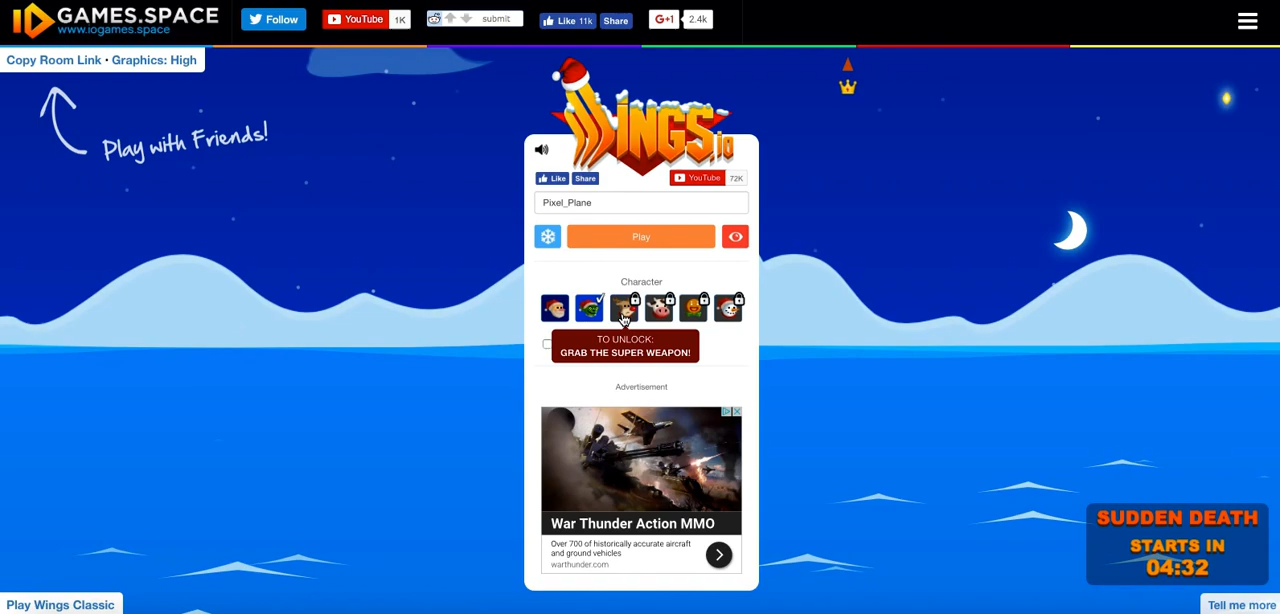 GAMES.SPACE
www.iogames.space
Follow
YouTube 1K
submit
Like 11k Share
G+1 2.4k
Copy Room Link • Graphics: High
Play with Friends!
WINGS.io
Like Share
YouTube 72K
Pixel_Plane
Play
Character
TO UNLOCK:
GRAB THE SUPER WEAPON!
Advertisement
War Thunder Action MMO
Over 700 of historically accurate aircraft
and ground vehicles
warthunder.com
SUDDEN DEATH
STARTS IN
04:32
Play Wings Classic
Tell me more